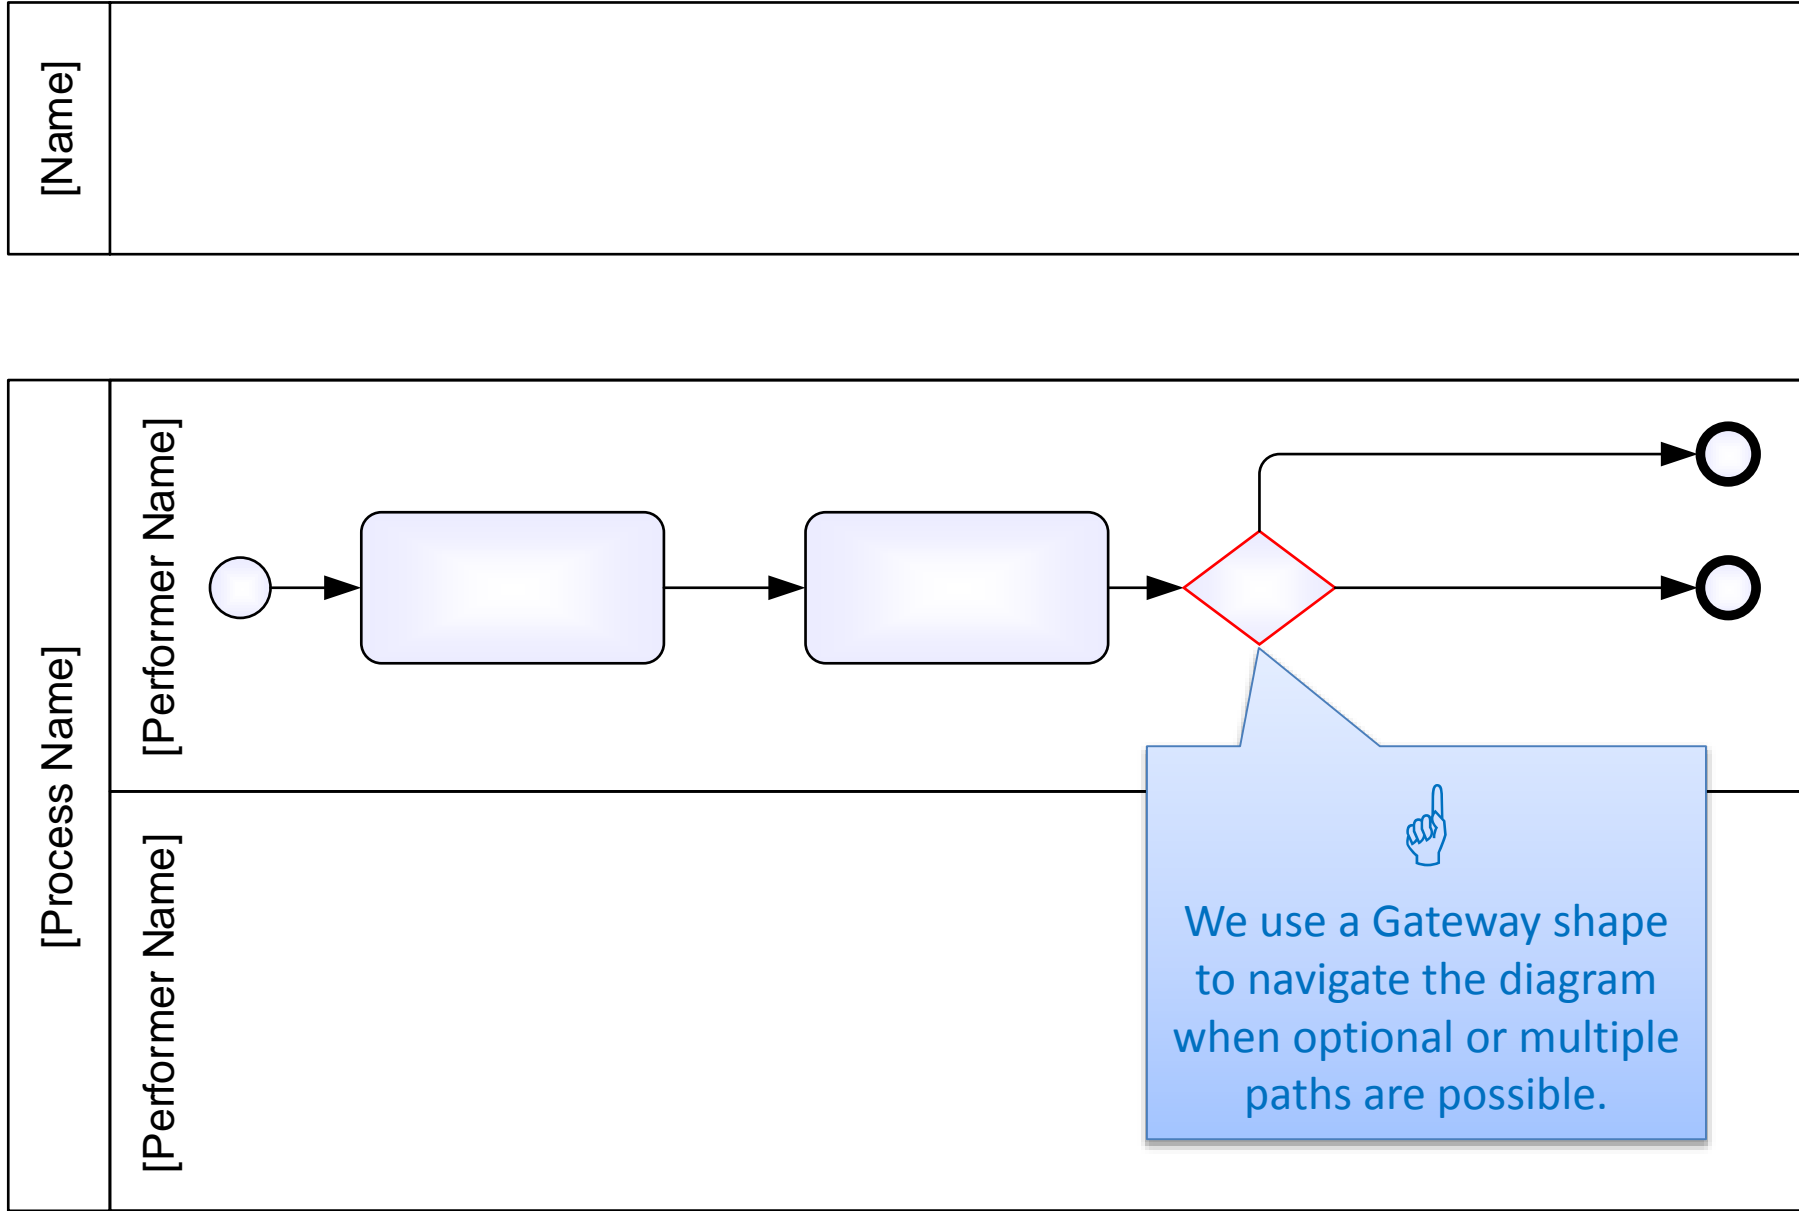 [Name]
[Process Name]
[Performer Name]
[Performer Name]
We use a Gateway shape
to navigate the diagram
when optional or multiple
paths are possible.